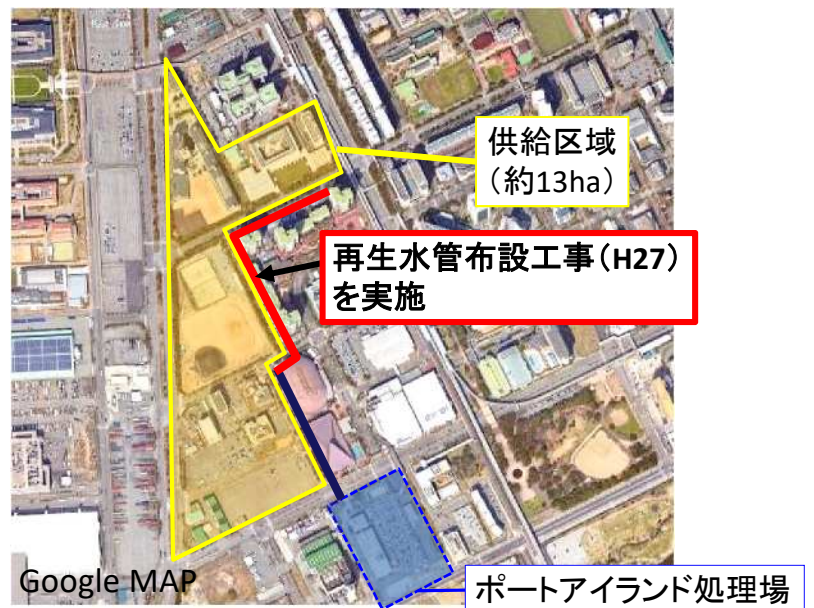 供給区域
（約13ha）
再生水管布設工事（H27）
を実施
Google MAP
ポートアイランド処理場